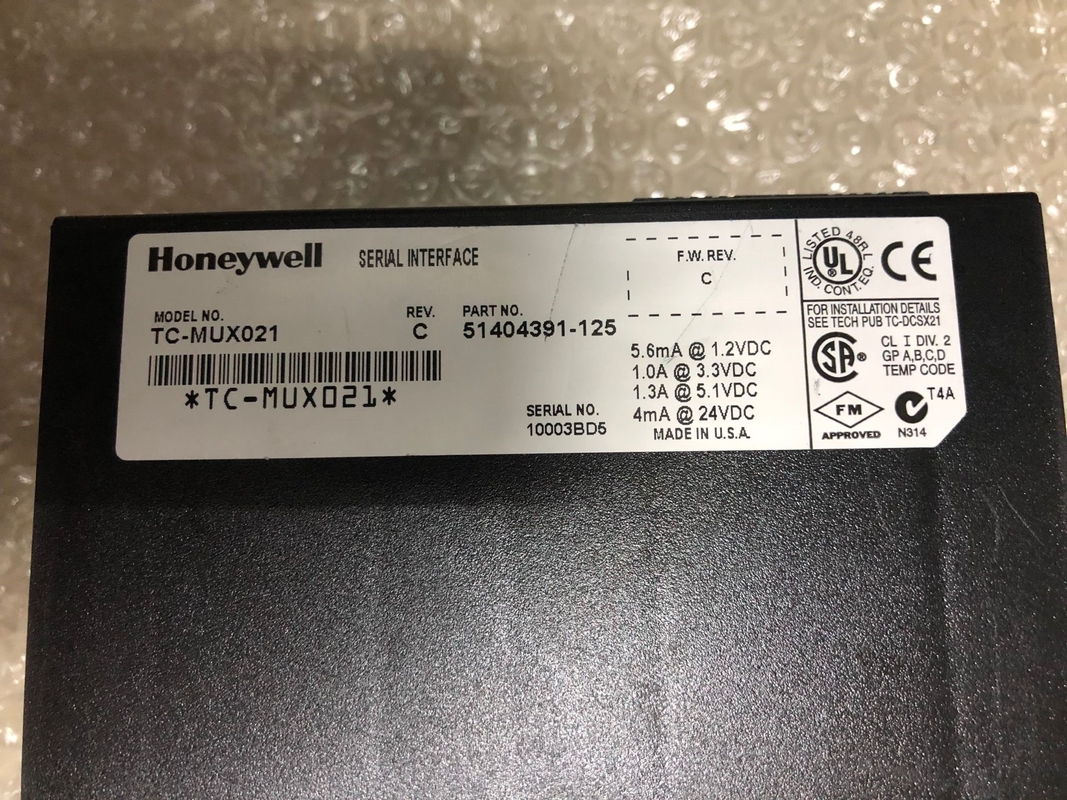 Honeywell SERIAL INTERFACE
F.W. REV.
C
MODEL NO.
TC-MUX021
REV.
C
PART NO.
51404391-125
*TC-MUX021*
SERIAL NO.
10003BD5
5.6mA @ 1.2VDC
1.0A @ 3.3VDC
1.3A @ 5.1VDC
4mA @ 24VDC
MADE IN U.S.A.
LISTED 48RL
UL
IND. CONT. EQ.
CE
FOR INSTALLATION DETAILS
SEE TECH PUB TC-DCSX21
SA
CL I DIV. 2
GP A,B,C,D
TEMP CODE
T4A
FM
APPROVED
N314